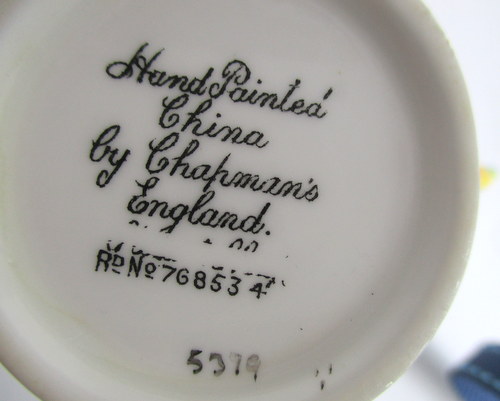 Hand Painted
China
by Chapman's
England.
RD No 768534
5379